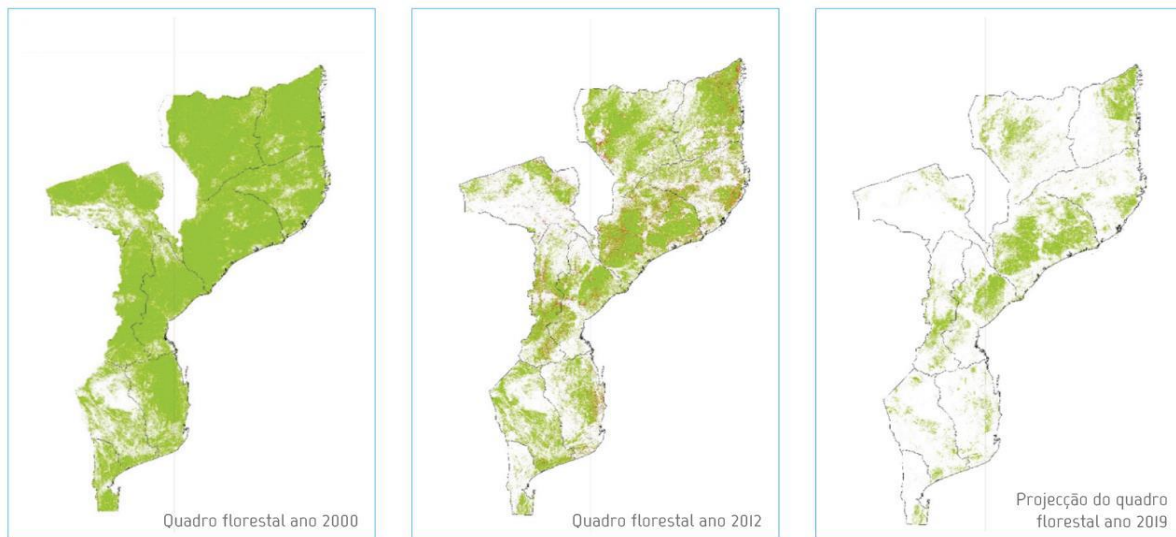 Quadro florestal ano 2000
Quadro florestal ano 2012
Projecção do quadro
florestal ano 2019